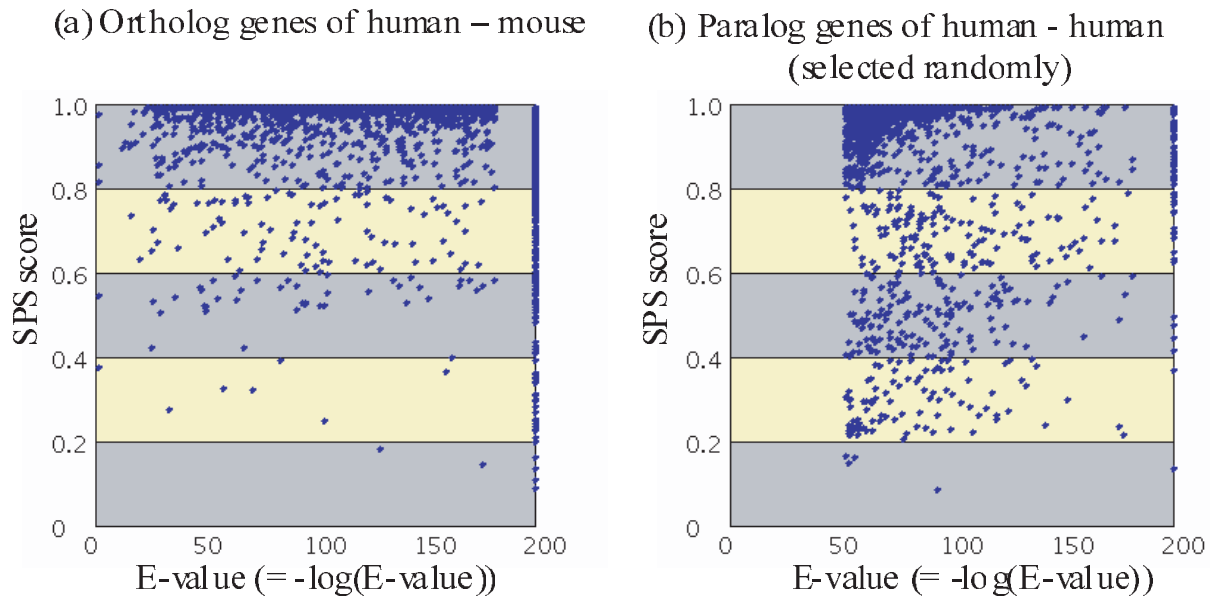 (a) Ortholog genes of human – mouse
SPS score
1.0
0.8
0.6
0.4
0.2
0
0 50 100 150 200
E-value (= -log(E-value))
(b) Paralog genes of human - human
(selected randomly)
SPS score
1.0
0.8
0.6
0.4
0.2
0
0 50 100 150 200
E-value (= -log(E-value))